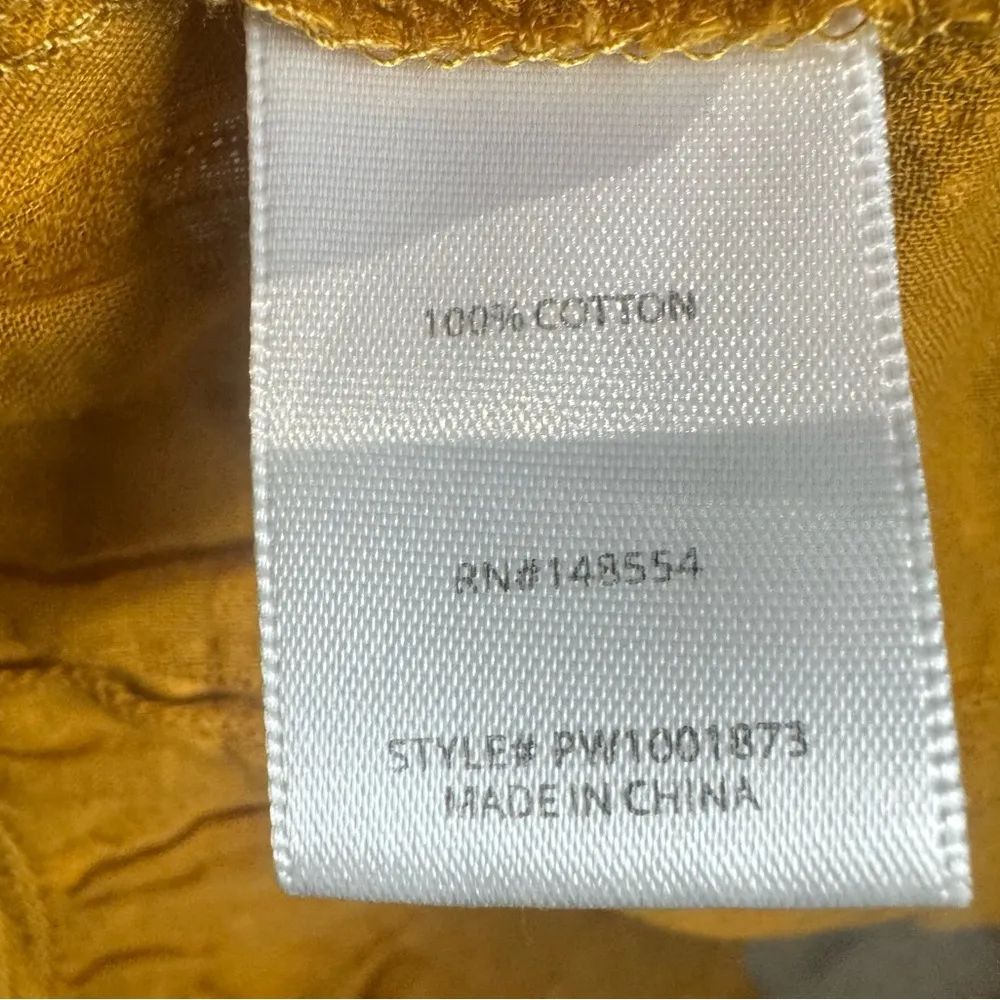 100% COTTON
RN#148554
STYLE# PW1001873
MADE IN CHINA